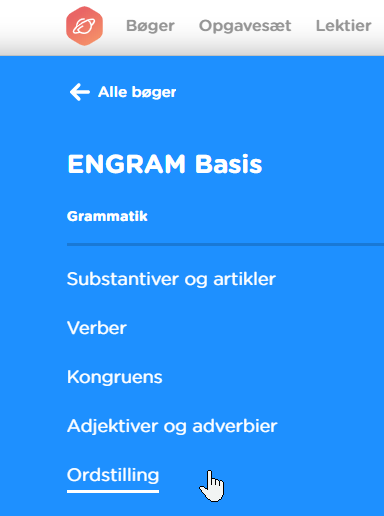 Bøger Opgavesæt Lektier
Alle bøger
ENGRAM Basis
Grammatik
Substantiver og artikler
Verber
Kongruens
Adjektiver og adverbier
Ordstilling